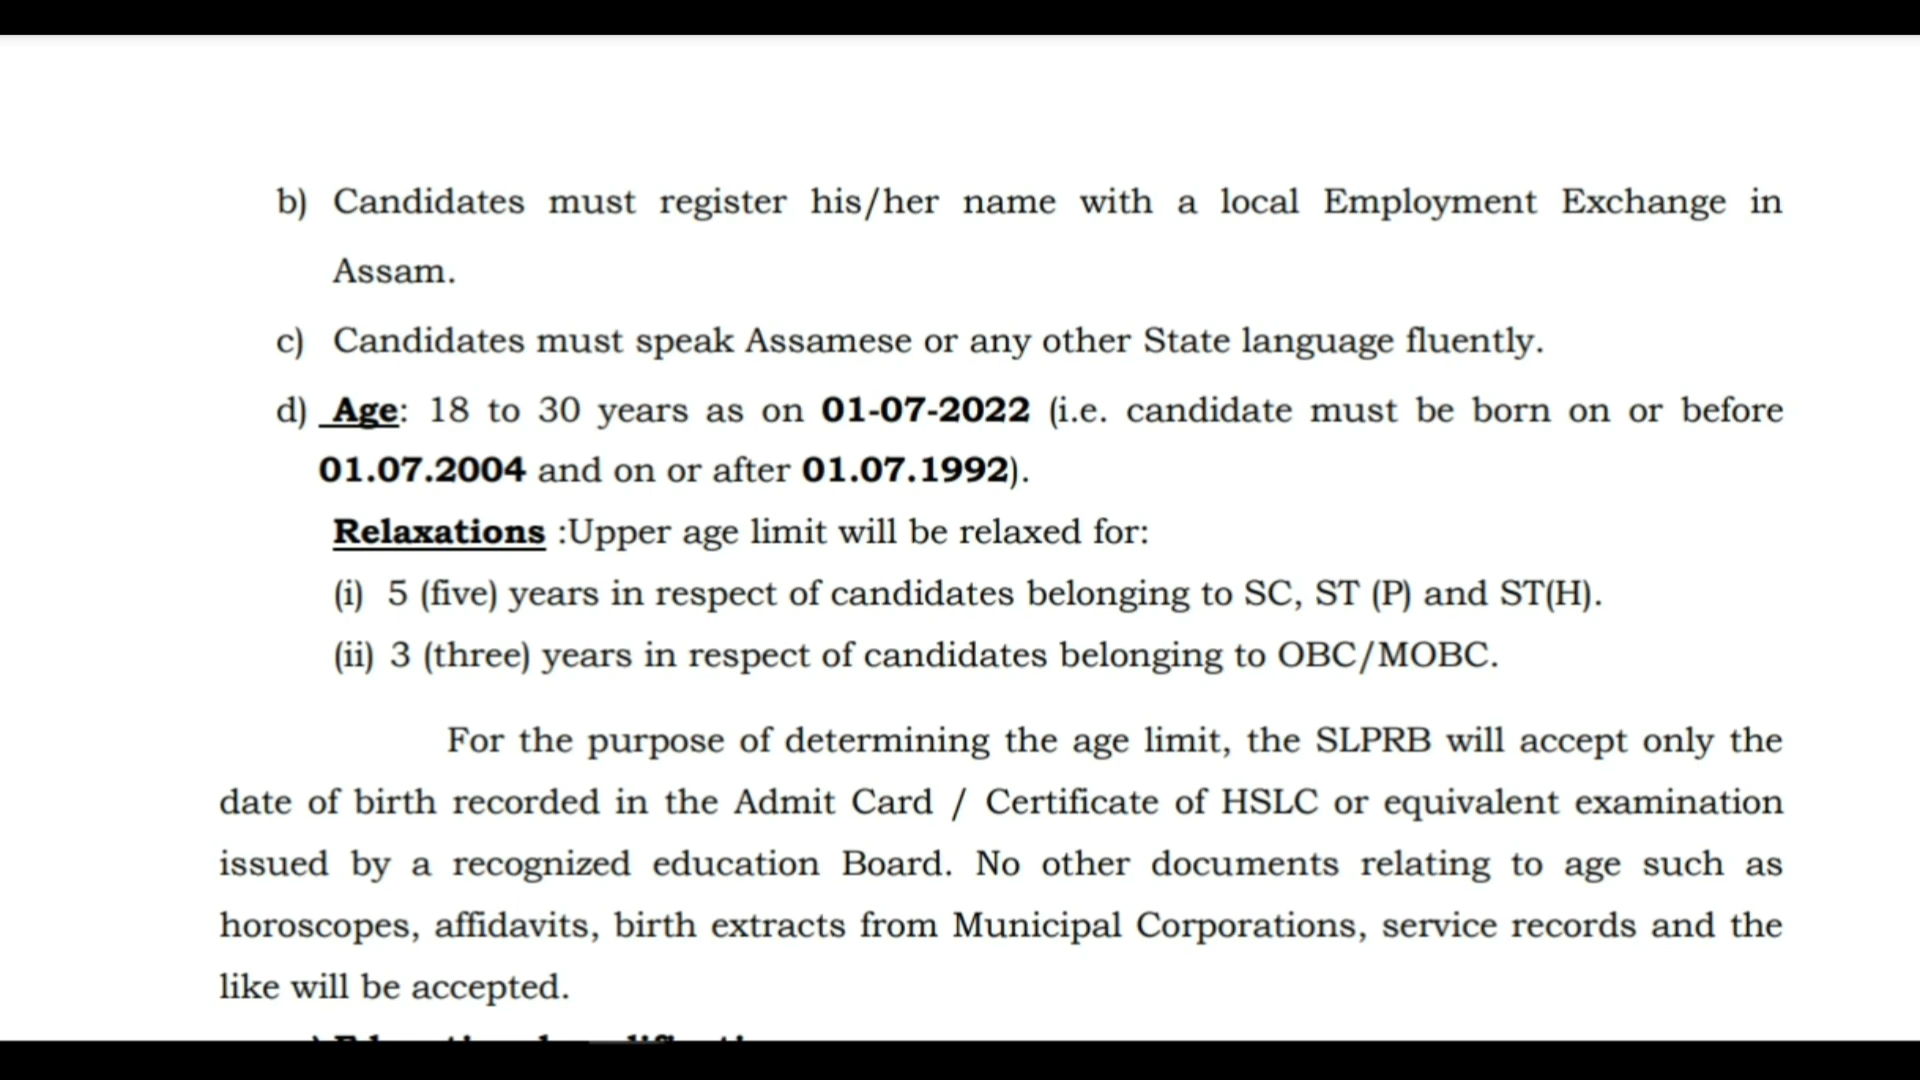 b) Candidates must register his/her name with a local Employment Exchange in
Assam.
c) Candidates must speak Assamese or any other State language fluently.
d) Age: 18 to 30 years as on 01-07-2022 (i.e. candidate must be born on or before
01.07.2004 and on or after 01.07.1992).
Relaxations :Upper age limit will be relaxed for:
(i) 5 (five) years in respect of candidates belonging to SC, ST (P) and ST(H).
(ii) 3 (three) years in respect of candidates belonging to OBC/MOBC.
For the purpose of determining the age limit, the SLPRB will accept only the
date of birth recorded in the Admit Card / Certificate of HSLC or equivalent examination
issued by a recognized education Board. No other documents relating to age such as
horoscopes, affidavits, birth extracts from Municipal Corporations, service records and the
like will be accepted.